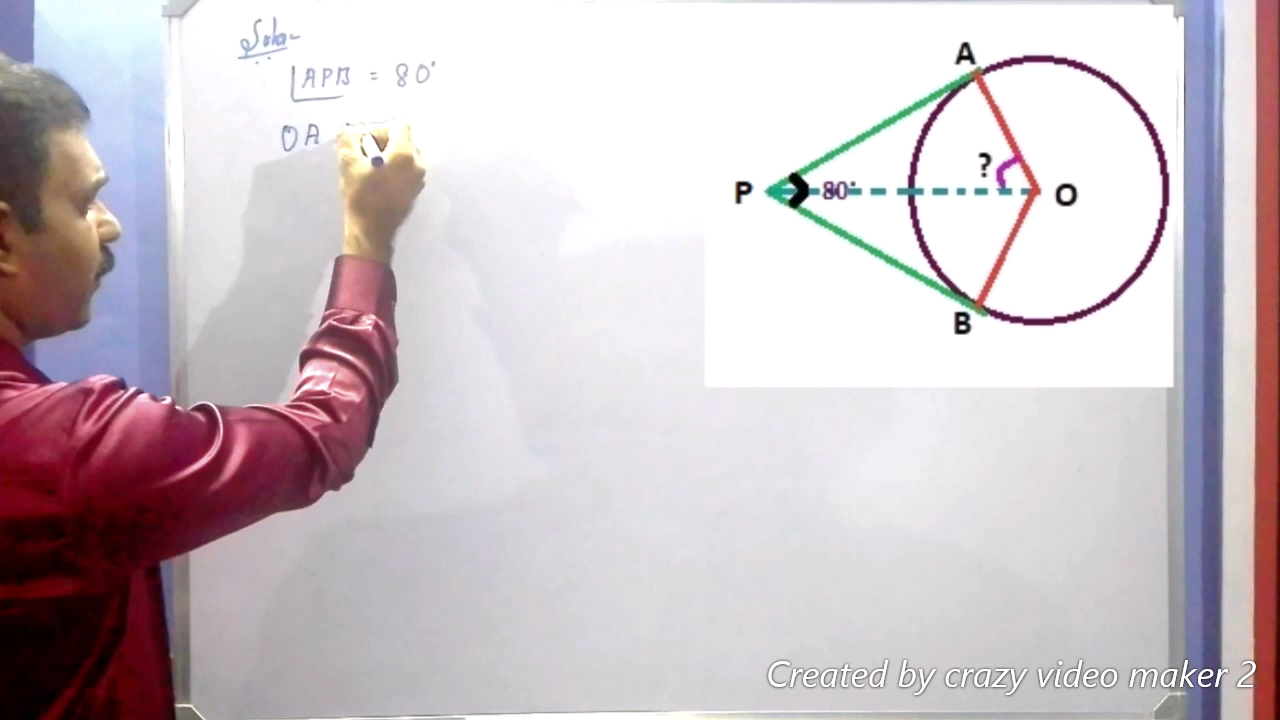 Soln-
∠APB = 80°
OA
A
?
P
80°
O
B
Created by crazy video maker 2